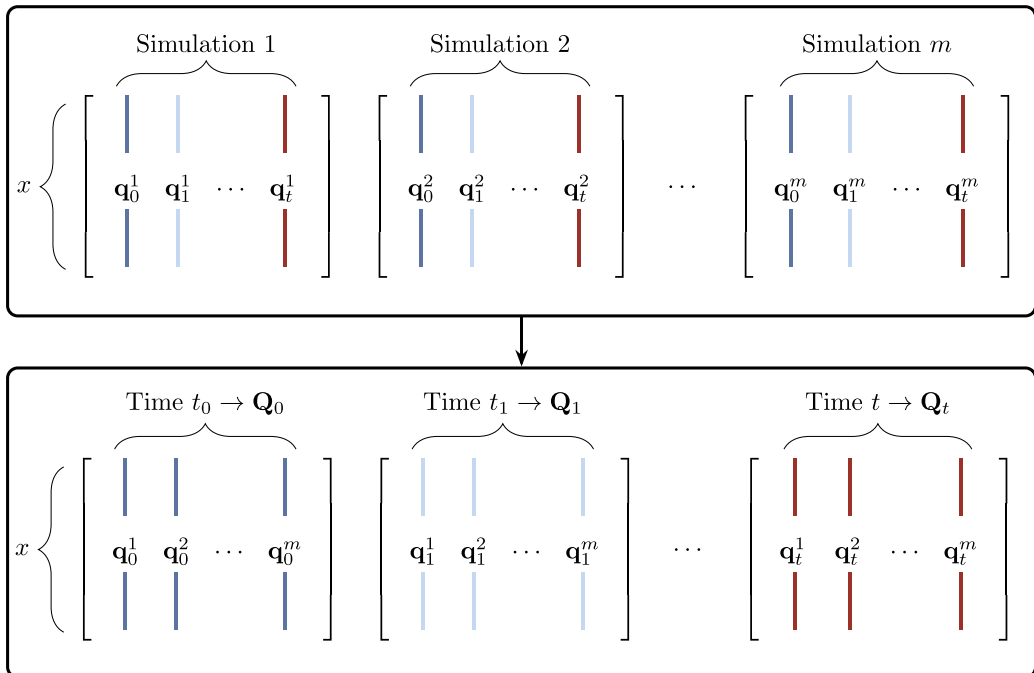 Simulation 1 Simulation 2 Simulation m
x q_0^1 q_1^1 ⋯ q_t^1 q_0^2 q_1^2 ⋯ q_t^2 ⋯ q_0^m q_1^m ⋯ q_t^m
Time t_0 → Q_0 Time t_1 → Q_1 Time t → Q_t
x q_0^1 q_0^2 ⋯ q_0^m q_1^1 q_1^2 ⋯ q_1^m ⋯ q_t^1 q_t^2 ⋯ q_t^m